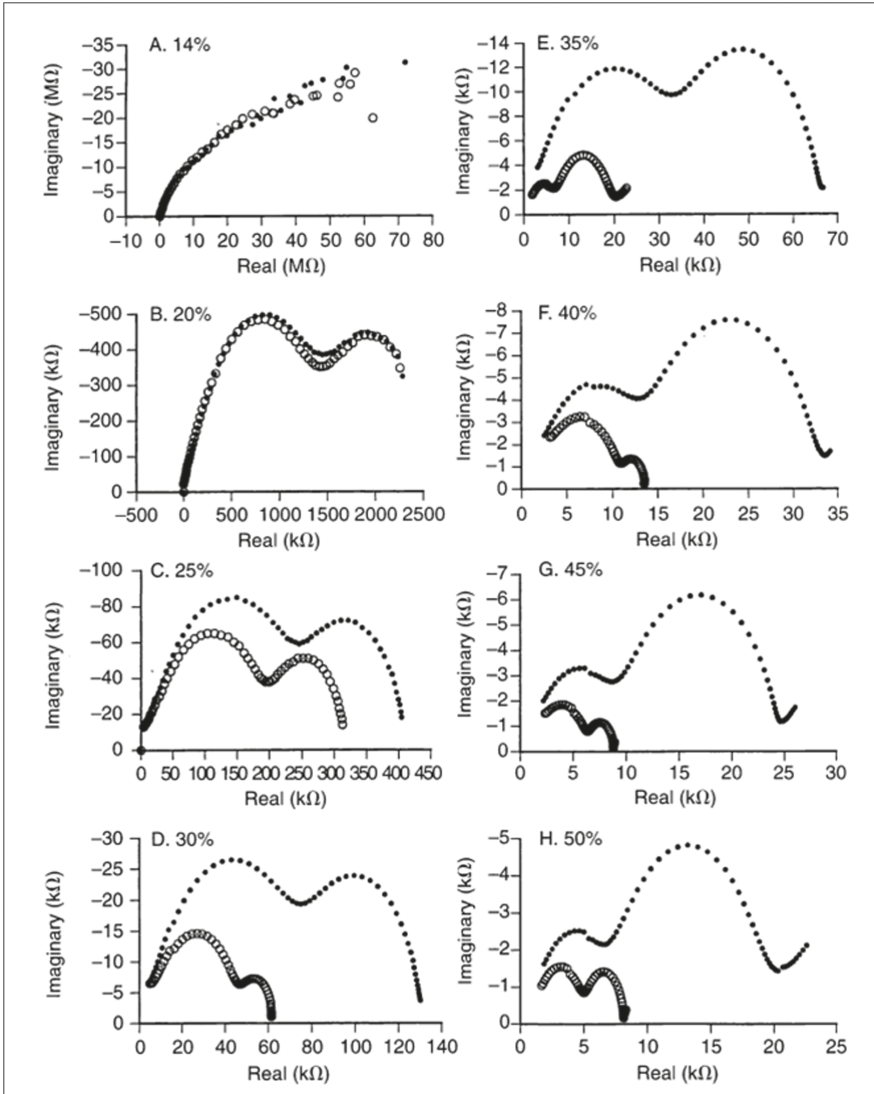 A. 14%
−35
−30
−25
−20
−15
−10
−5
0
Imaginary (MΩ)
−10 0 10 20 30 40 50 60 70 80
Real (MΩ)
B. 20%
−500
−400
−300
−200
−100
0
Imaginary (kΩ)
−500 0 500 1000 1500 2000 2500
Real (kΩ)
C. 25%
−100
−80
−60
−40
−20
0
Imaginary (kΩ)
0 50 100 150 200 250 300 350 400 450
Real (kΩ)
D. 30%
−30
−25
−20
−15
−10
−5
0
Imaginary (kΩ)
0 20 40 60 80 100 120 140
Real (kΩ)
E. 35%
−14
−12
−10
−8
−6
−4
−2
0
Imaginary (kΩ)
0 10 20 30 40 50 60 70
Real (kΩ)
F. 40%
−8
−7
−6
−5
−4
−3
−2
−1
0
Imaginary (kΩ)
0 5 10 15 20 25 30 35
Real (kΩ)
G. 45%
−7
−6
−5
−4
−3
−2
−1
0
Imaginary (kΩ)
0 5 10 15 20 25 30
Real (kΩ)
H. 50%
−5
−4
−3
−2
−1
0
Imaginary (kΩ)
0 5 10 15 20 25
Real (kΩ)